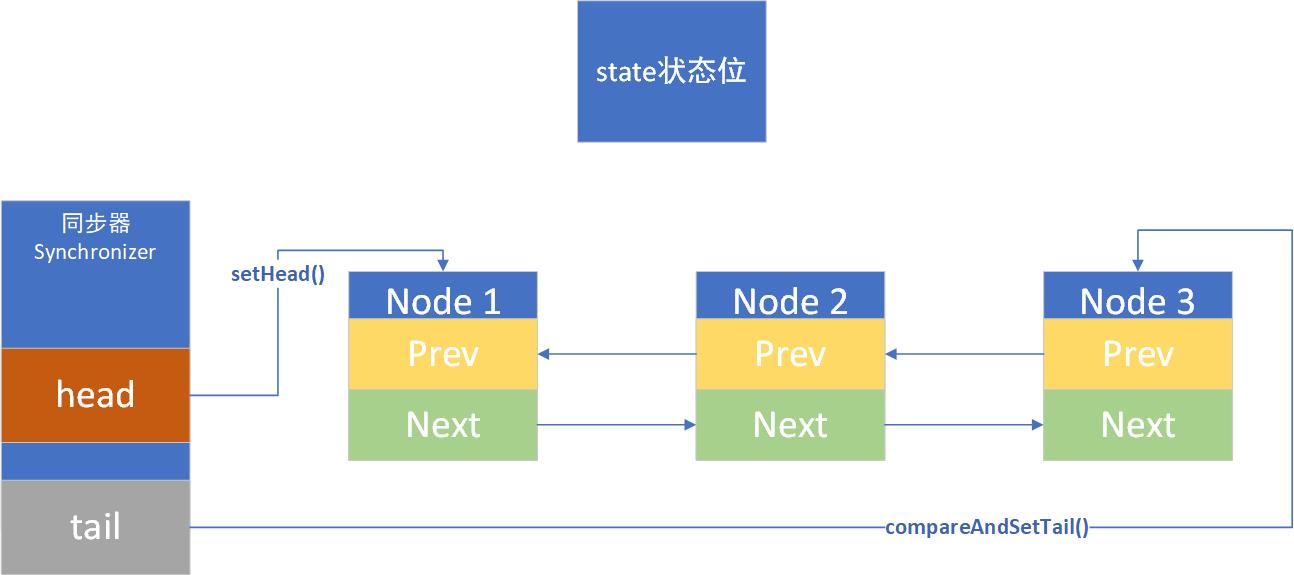 state状态位
同步器
Synchronizer
head
tail
setHead()
Node 1
Prev
Next
Node 2
Prev
Next
Node 3
Prev
Next
compareAndSetTail()